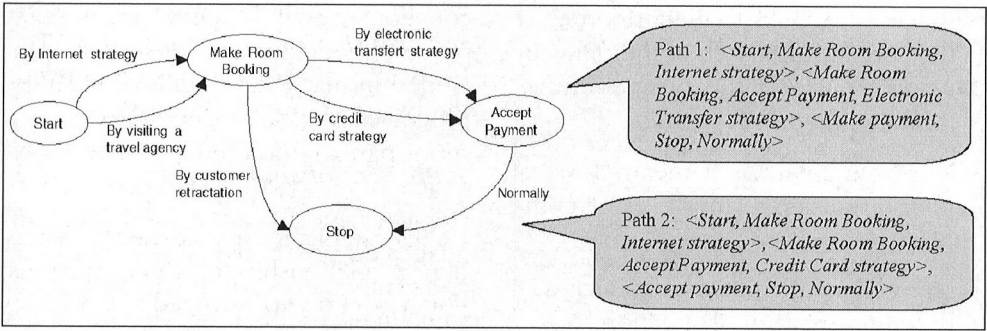 By Internet strategy
Make Room
Booking
By electronic
transfert strategy
Start
By visiting a
travel agency
By credit
card strategy
Accept
Payment
By customer
retractation
Normally
Stop
Path 1: <Start, Make Room Booking,
Internet strategy>,<Make Room
Booking, Accept Payment, Electronic
Transfer strategy>, <Make payment,
Stop, Normally>
Path 2: <Start, Make Room Booking,
Internet strategy>,<Make Room Booking,
Accept Payment, Credit Card strategy>,
<Accept payment, Stop, Normally>